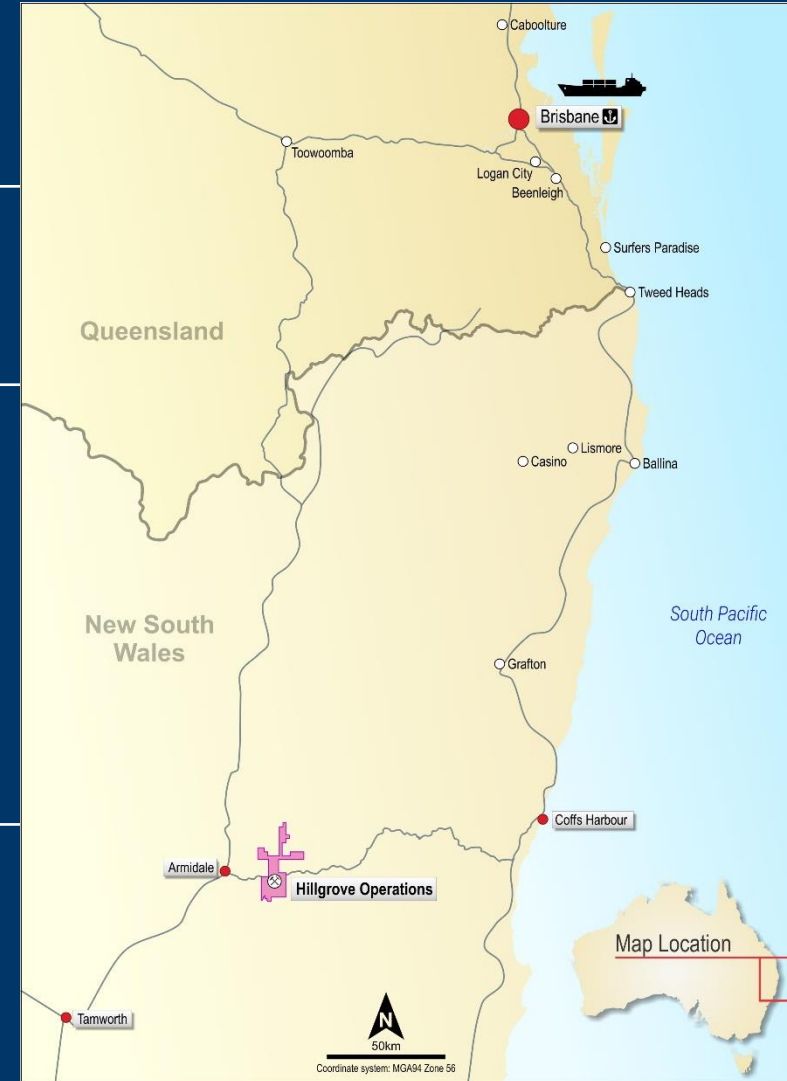 Caboolture
Brisbane
Toowoomba
Logan City
Beenleigh
Surfers Paradise
Tweed Heads
Queensland
Lismore
Casino
Ballina
New South
Wales
South Pacific
Ocean
Grafton
Coffs Harbour
Armidale
Hillgrove Operations
Map Location
Tamworth
N
50km
Coordinate system: MGA94 Zone 56